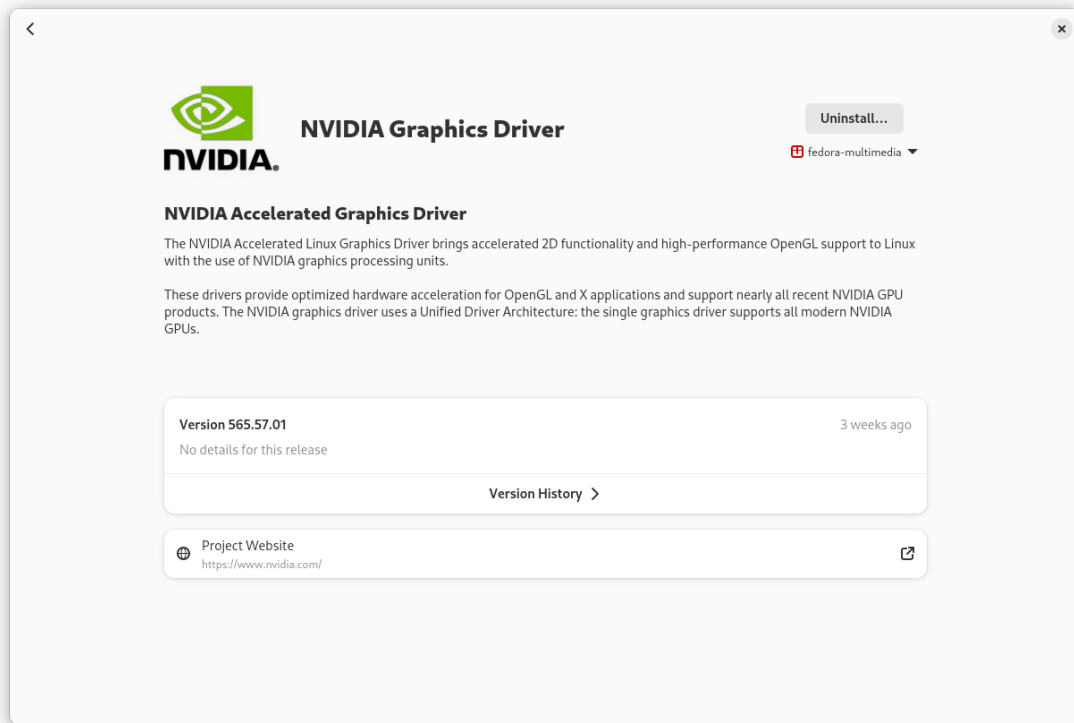 NVIDIA.
NVIDIA Graphics Driver
Uninstall...
fedora-multimedia
NVIDIA Accelerated Graphics Driver
The NVIDIA Accelerated Linux Graphics Driver brings accelerated 2D functionality and high-performance OpenGL support to Linux
with the use of NVIDIA graphics processing units.
These drivers provide optimized hardware acceleration for OpenGL and X applications and support nearly all recent NVIDIA GPU
products. The NVIDIA graphics driver uses a Unified Driver Architecture: the single graphics driver supports all modern NVIDIA
GPUs.
Version 565.57.01
3 weeks ago
No details for this release
Version History
Project Website
https://www.nvidia.com/